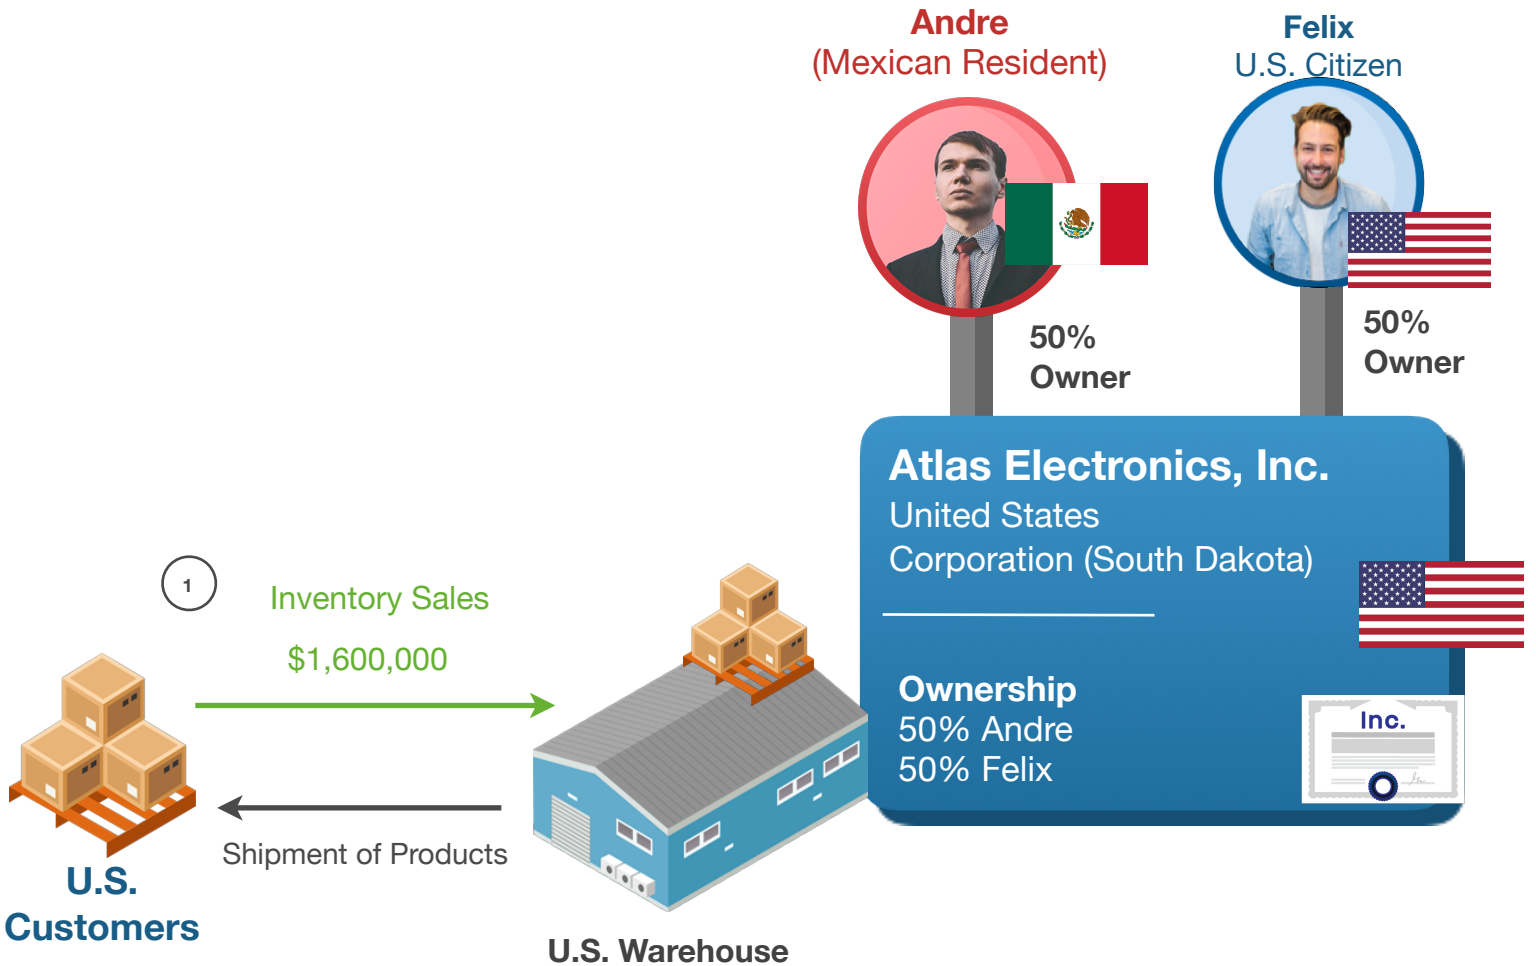 Andre
(Mexican Resident)
Felix
U.S. Citizen
50%
Owner
50%
Owner
Atlas Electronics, Inc.
United States
Corporation (South Dakota)
Ownership
50% Andre
50% Felix
Inc.
1
Inventory Sales
$1,600,000
Shipment of Products
U.S.
Customers
U.S. Warehouse